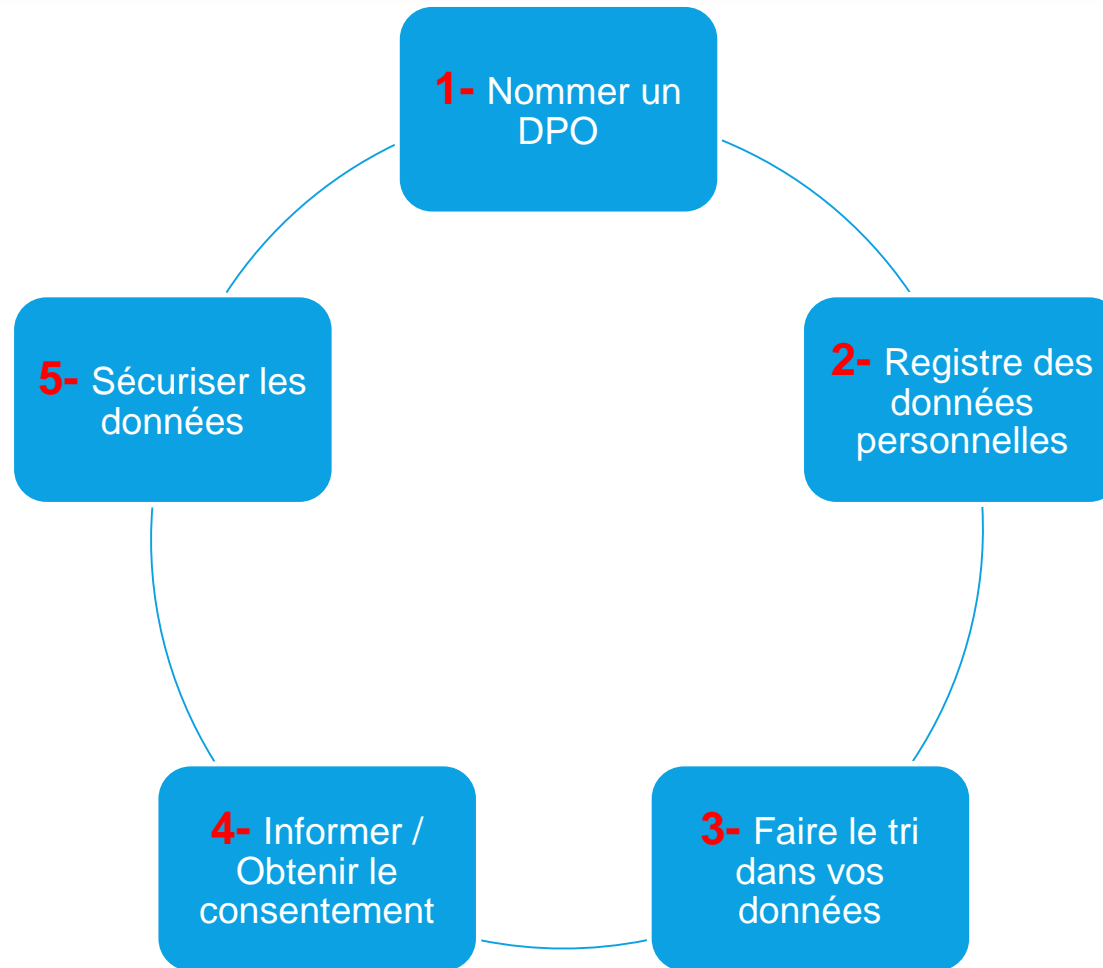 1- Nommer un
DPO
2- Registre des
données
personnelles
3- Faire le tri
dans vos
données
4- Informer /
Obtenir le
consentement
5- Sécuriser les
données